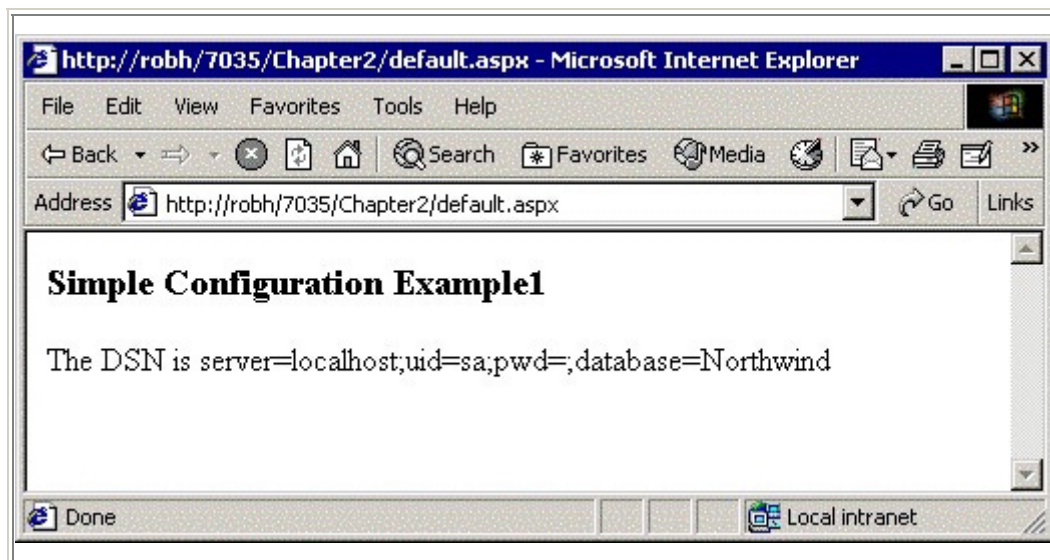 http://robh/7035/Chapter2/default.aspx - Microsoft Internet Explorer
File Edit View Favorites Tools Help
Back Search Favorites Media »
Address http://robh/7035/Chapter2/default.aspx Go Links
Simple Configuration Example1
The DSN is server=localhost;uid=sa;pwd=;database=Northwind
Done Local intranet